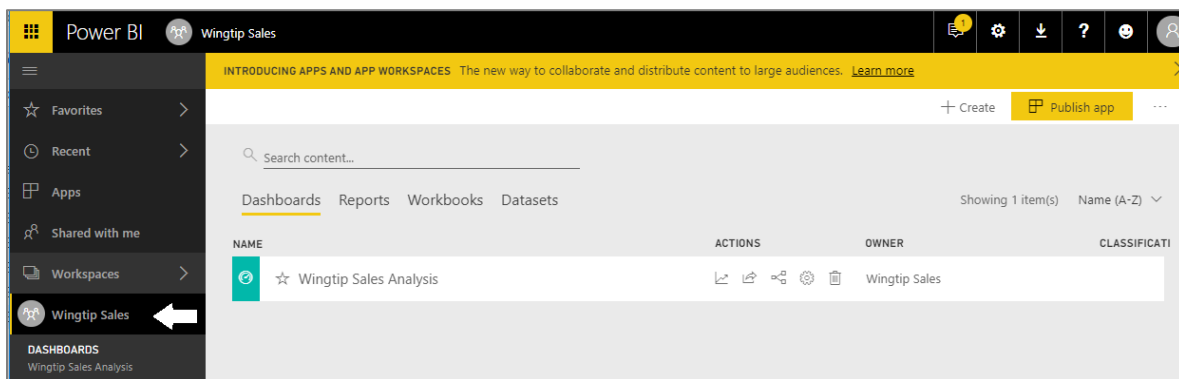 Power BI Wingtip Sales 1 ?
INTRODUCING APPS AND APP WORKSPACES The new way to collaborate and distribute content to large audiences. Learn more
Favorites
Recent
Apps
Shared with me
Workspaces
Wingtip Sales
DASHBOARDS
Wingtip Sales Analysis
+ Create Publish app ...
Search content...
Dashboards Reports Workbooks Datasets Showing 1 item(s) Name (A-Z)
NAME ACTIONS OWNER CLASSIFICATI
Wingtip Sales Analysis Wingtip Sales